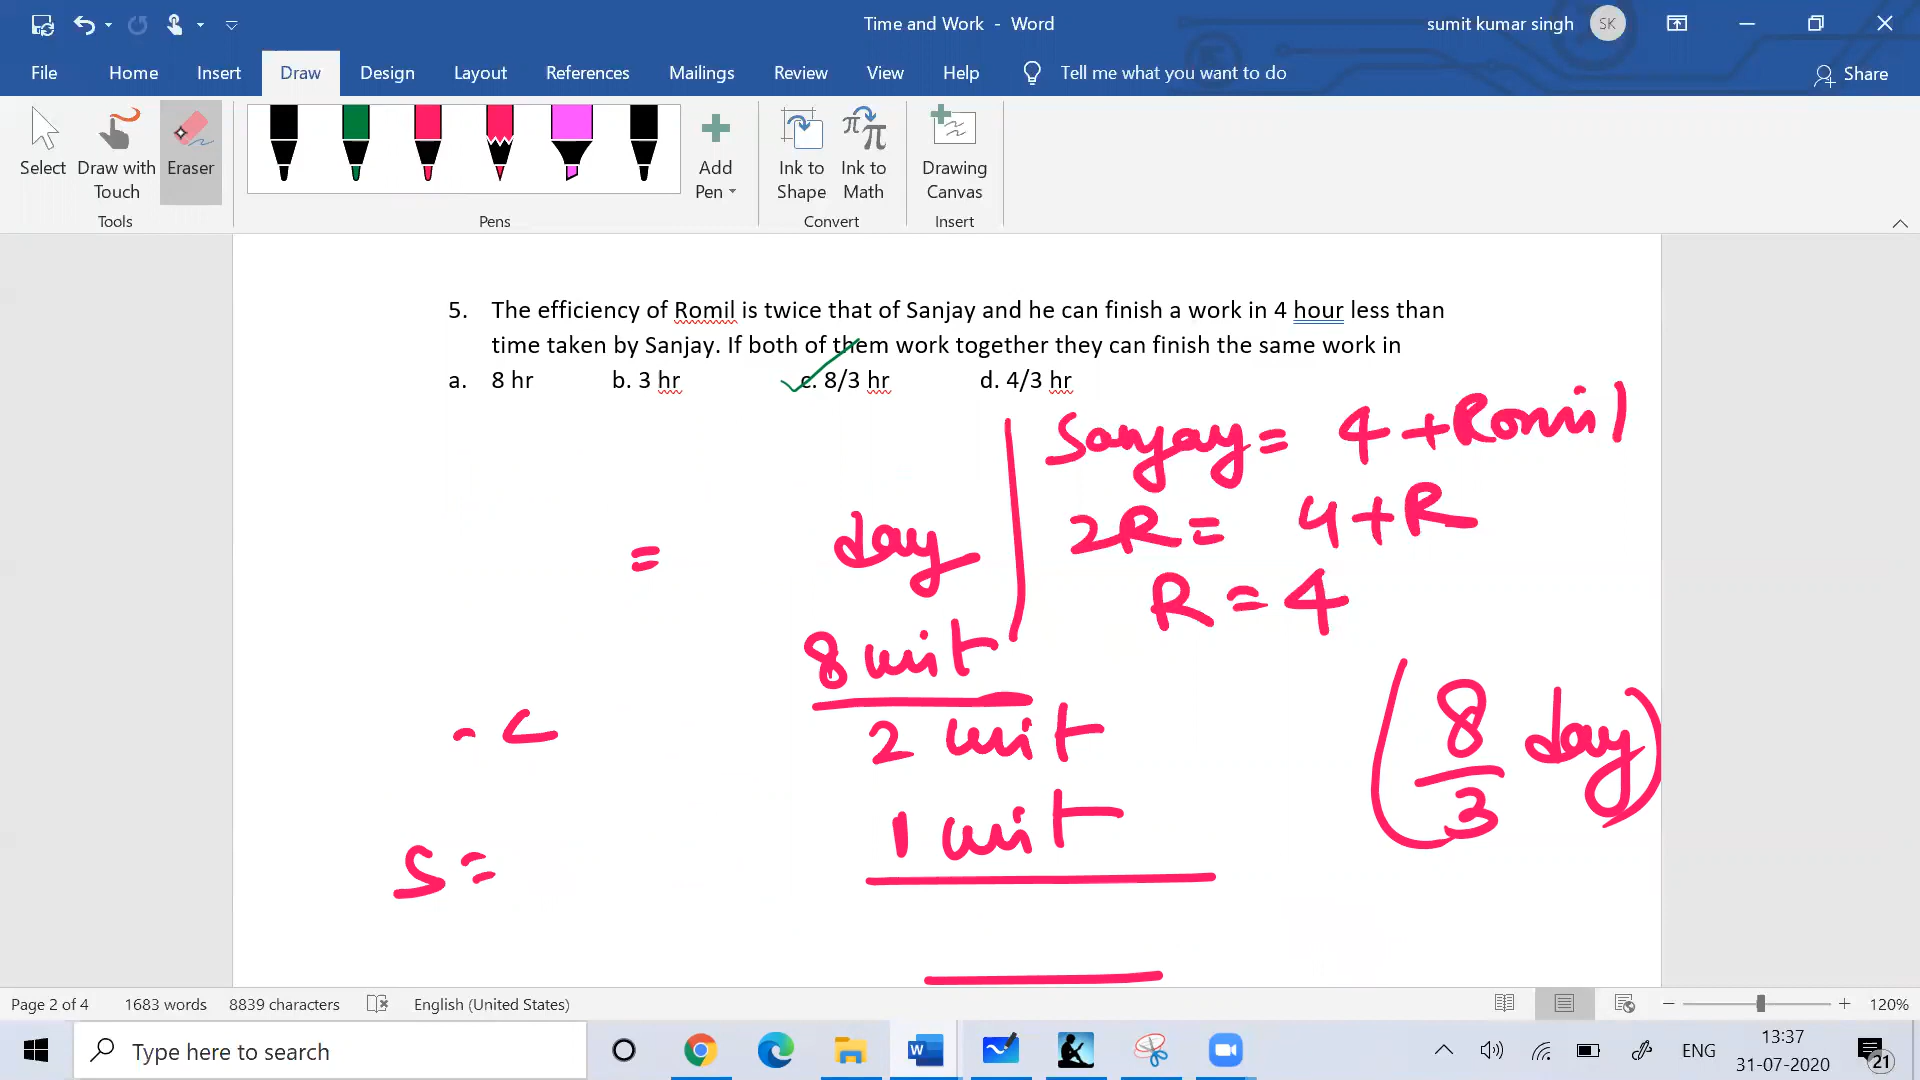 Time and Work - Word
sumit kumar singh
SK
File Home Insert Draw Design Layout References Mailings Review View Help Tell me what you want to do Share
Select Draw with Touch Eraser Add Pen Ink to Shape Ink to Math Drawing Canvas
Tools Pens Convert Insert
5. The efficiency of Romil is twice that of Sanjay and he can finish a work in 4 hour less than
time taken by Sanjay. If both of them work together they can finish the same work in
a. 8 hr b. 3 hr c. 8/3 hr d. 4/3 hr
Sanjay = 4 + Romil
2R = 4 + R
= day
R = 4
8 unit
2 unit
8/3 day
1 unit
S =
Page 2 of 4 1683 words 8839 characters English (United States) 120%
Type here to search
ENG
13:37
31-07-2020
21